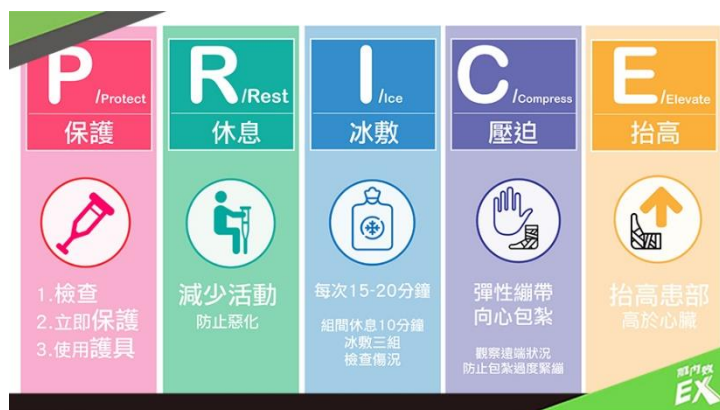 P/Protect
保護
1.檢查
2.立即保護
3.使用護具
R/Rest
休息
減少活動
防止惡化
I/Ice
冰敷
每次15-20分鐘
組間休息10分鐘
冰敷三組
檢查傷況
C/Compress
壓迫
彈性繃帶
向心包紮
觀察遠端狀況
防止包紮過度緊繃
E/Elevate
抬高
抬高患部
高於心臟
EX